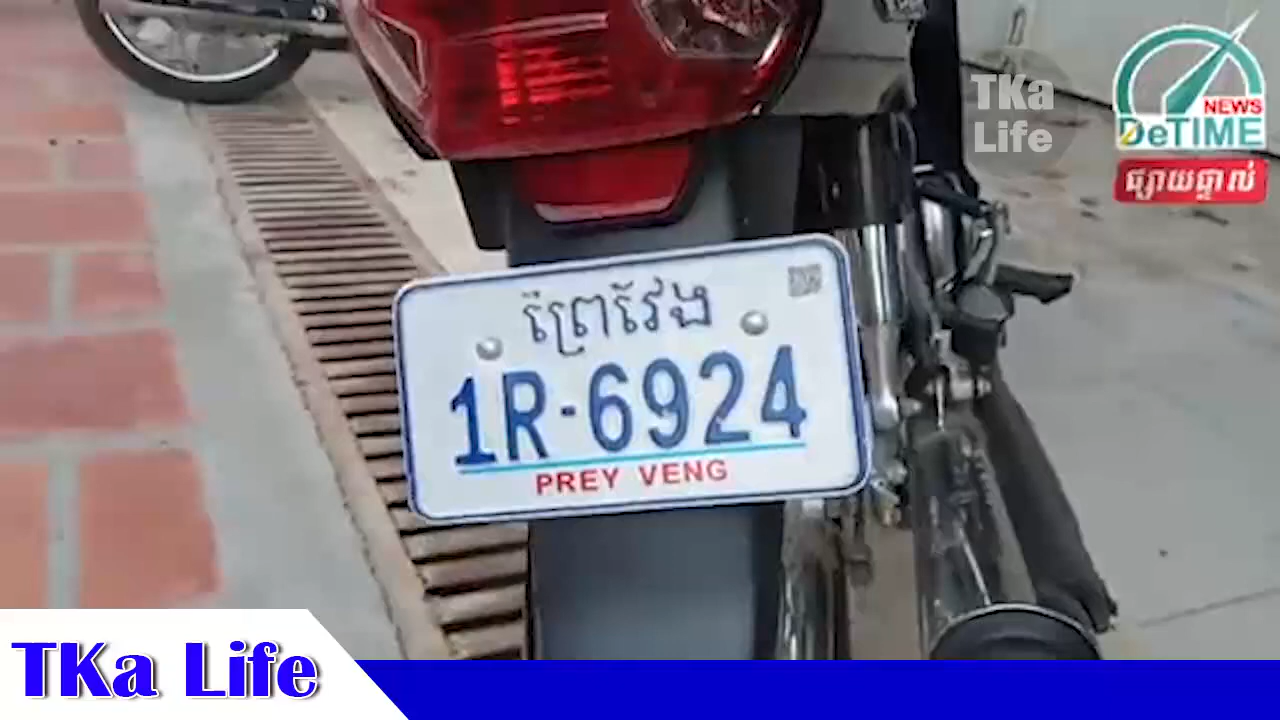 TKa
Life
NEWS
DeTIME
ផ្សាយផ្ទាល់
ព្រៃវែង
1R-6924
PREY VENG
TKa Life